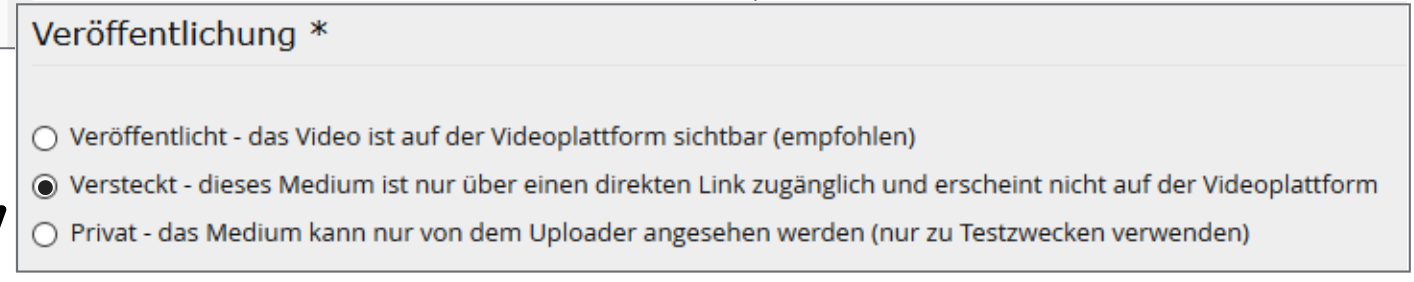 Veröffentlichung *
Veröffentlicht - das Video ist auf der Videoplattform sichtbar (empfohlen)
Versteckt - dieses Medium ist nur über einen direkten Link zugänglich und erscheint nicht auf der Videoplattform
Privat - das Medium kann nur von dem Uploader angesehen werden (nur zu Testzwecken verwenden)